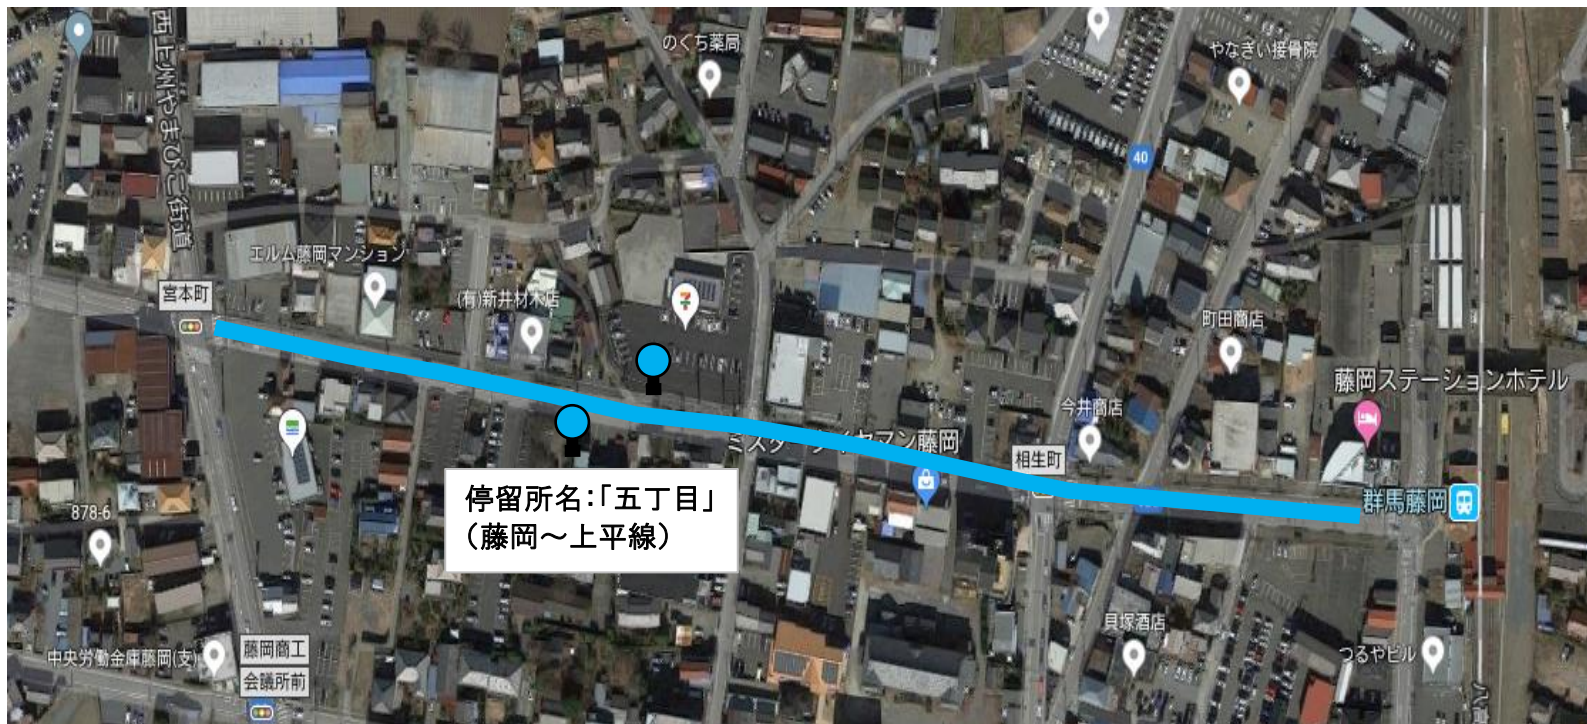 西上州やまびこ街道
のくち薬局
やなぎい接骨院
40
エルム藤岡マンション
宮本町
(有)新井材木店
町田商店
藤岡ステーションホテル
今井商店
ミスタータイヤマン藤岡
相生町
停留所名：「五丁目」
（藤岡～上平線）
群馬藤岡
878-6
貝塚酒店
藤岡商工
会議所前
中央労働金庫藤岡(支)
つるやビル